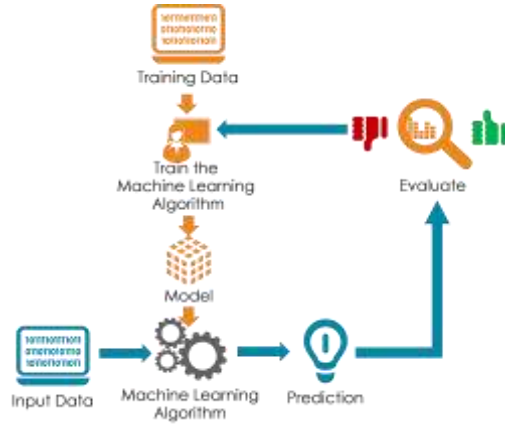 Training Data
Train the
Machine Learning
Algorithm
Evaluate
Model
Input Data
Machine Learning
Algorithm
Prediction